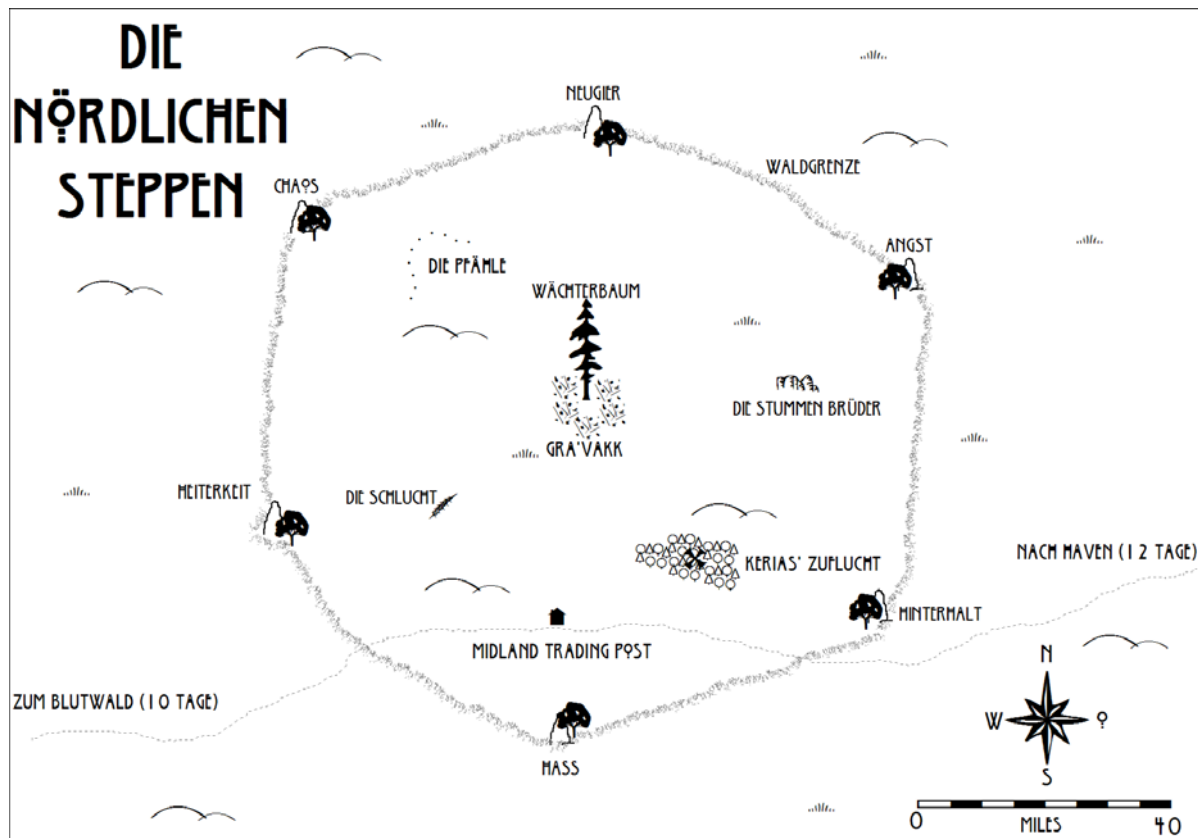 DIE
NÖRDLICHEN
STEPPEN
NEUGIER
WALDGRENZE
CHAOS
ANGST
DIE PFÄHLE
WÄCHTERBAUM
DIE STUMMEN BRÜDER
GRA'VAKK
HEITERKEIT
DIE SCHLUCHT
KERIAS' ZUFLUCHT
NACH HAVEN (12 TAGE)
HINTERHALT
MIDLAND TRADING POST
ZUM BLUTWALD (10 TAGE)
HASS
N
W O
S
0 40
MILES